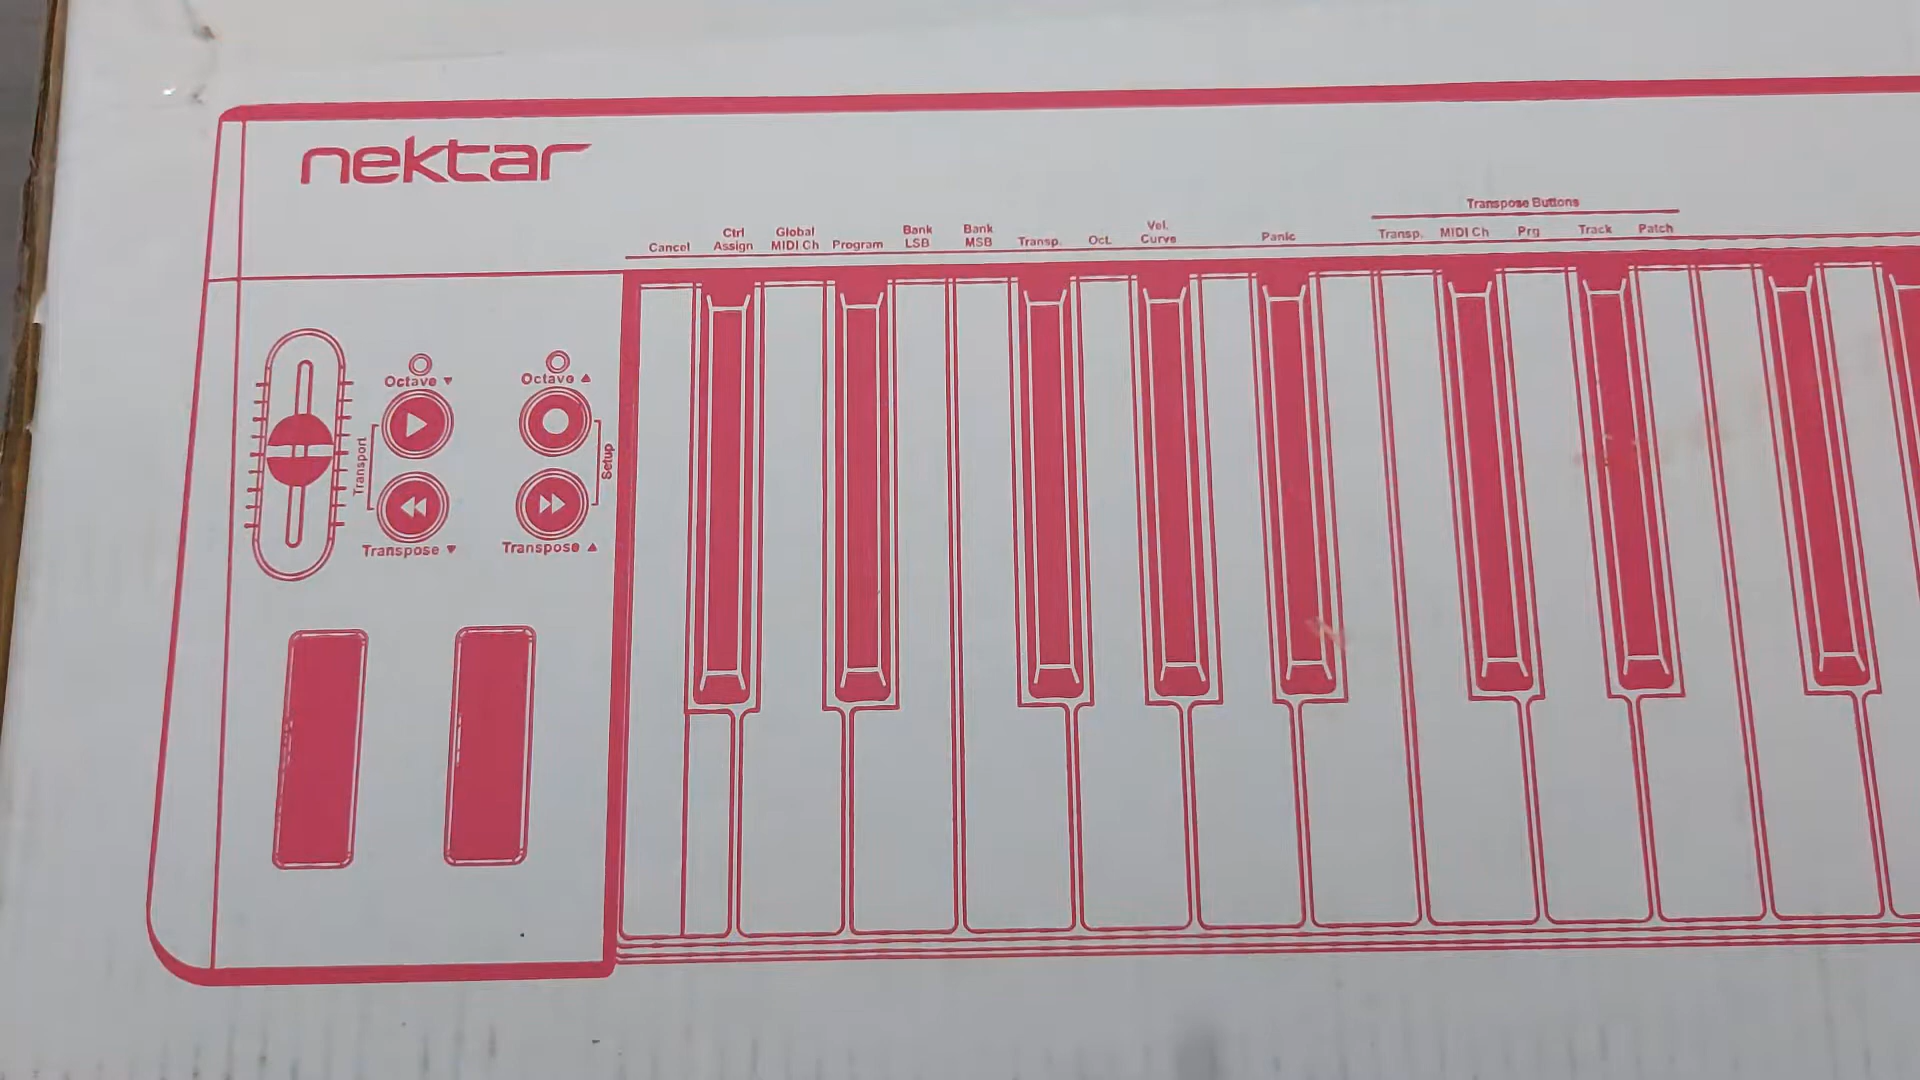 nektar
Transpose Buttons
Cancel
Ctrl
Assign
Global
MIDI Ch
Program
Bank
LSB
Bank
MSB
Transp.
Oct.
Vel.
Curve
Panic
Transp.
MIDI Ch
Prg
Track
Patch
Octave ▼
Octave ▲
Transport
Setup
Transpose ▼
Transpose ▲